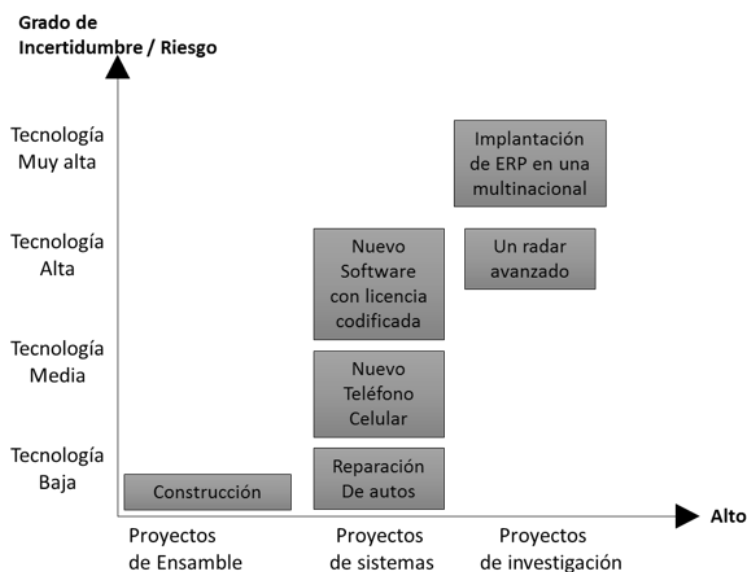 Grado de
Incertidumbre / Riesgo
Tecnología
Muy alta
Implantación
de ERP en una
multinacional
Tecnología
Alta
Nuevo
Software
con licencia
codificada
Un radar
avanzado
Tecnología
Media
Nuevo
Teléfono
Celular
Tecnología
Baja
Construcción
Reparación
De autos
Alto
Proyectos
de Ensamble
Proyectos
de sistemas
Proyectos
de investigación